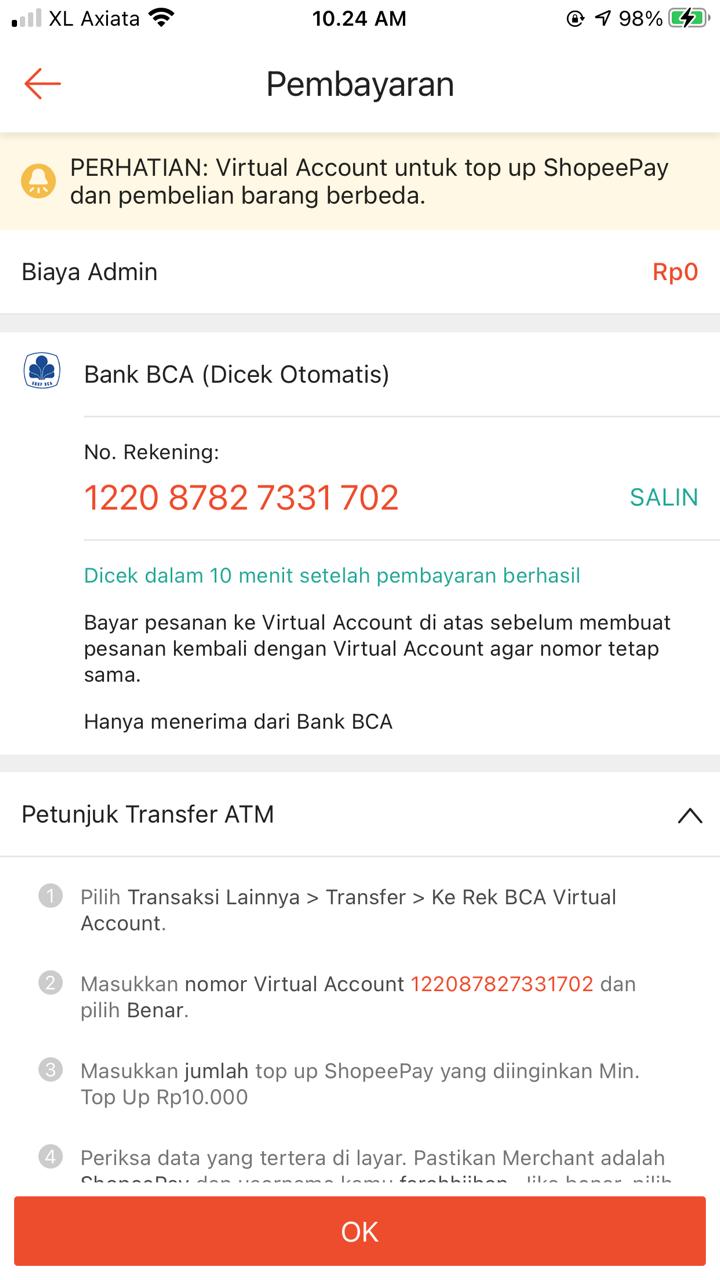 XL Axiata 10.24 AM 98%
Pembayaran
PERHATIAN: Virtual Account untuk top up ShopeePay
dan pembelian barang berbeda.
Biaya Admin Rp0
Bank BCA (Dicek Otomatis)
No. Rekening:
1220 8782 7331 702 SALIN
Dicek dalam 10 menit setelah pembayaran berhasil
Bayar pesanan ke Virtual Account di atas sebelum membuat
pesanan kembali dengan Virtual Account agar nomor tetap
sama.
Hanya menerima dari Bank BCA
Petunjuk Transfer ATM
1 Pilih Transaksi Lainnya > Transfer > Ke Rek BCA Virtual
Account.
2 Masukkan nomor Virtual Account 122087827331702 dan
pilih Benar.
3 Masukkan jumlah top up ShopeePay yang diinginkan Min.
Top Up Rp10.000
4 Periksa data yang tertera di layar. Pastikan Merchant adalah
ShopeePay dan username kamu
OK